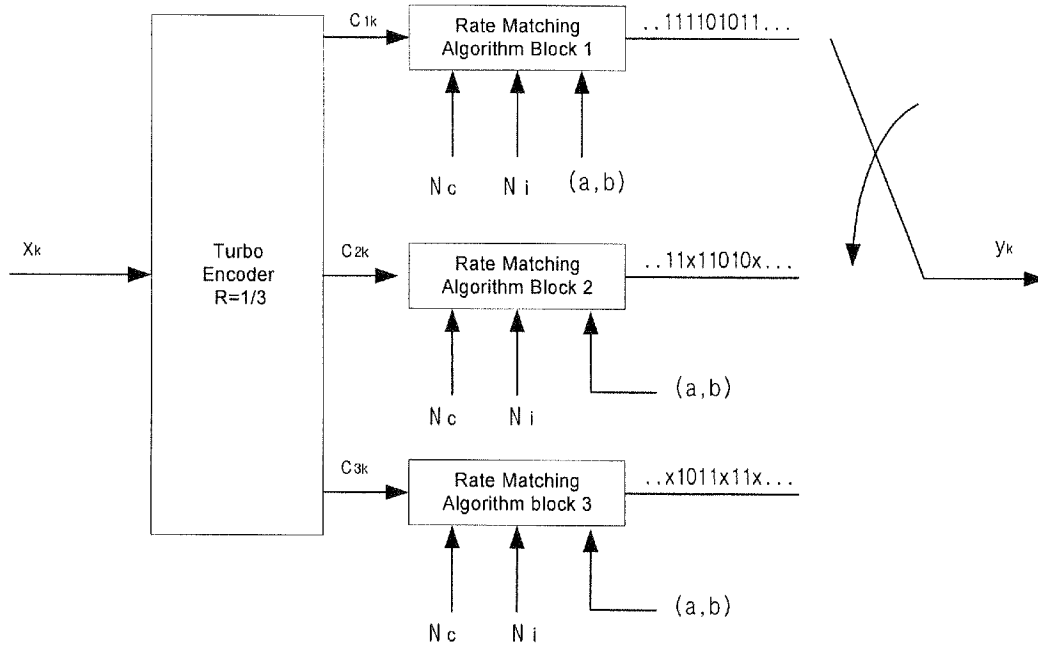 C1k
Rate Matching
Algorithm Block 1
..111101011...
Nc
Ni
(a,b)
Xk
Turbo
Encoder
R=1/3
C2k
Rate Matching
Algorithm Block 2
..11x11010x...
yk
(a,b)
Nc
Ni
C3k
Rate Matching
Algorithm block 3
..x1011x11x...
(a,b)
Nc
Ni